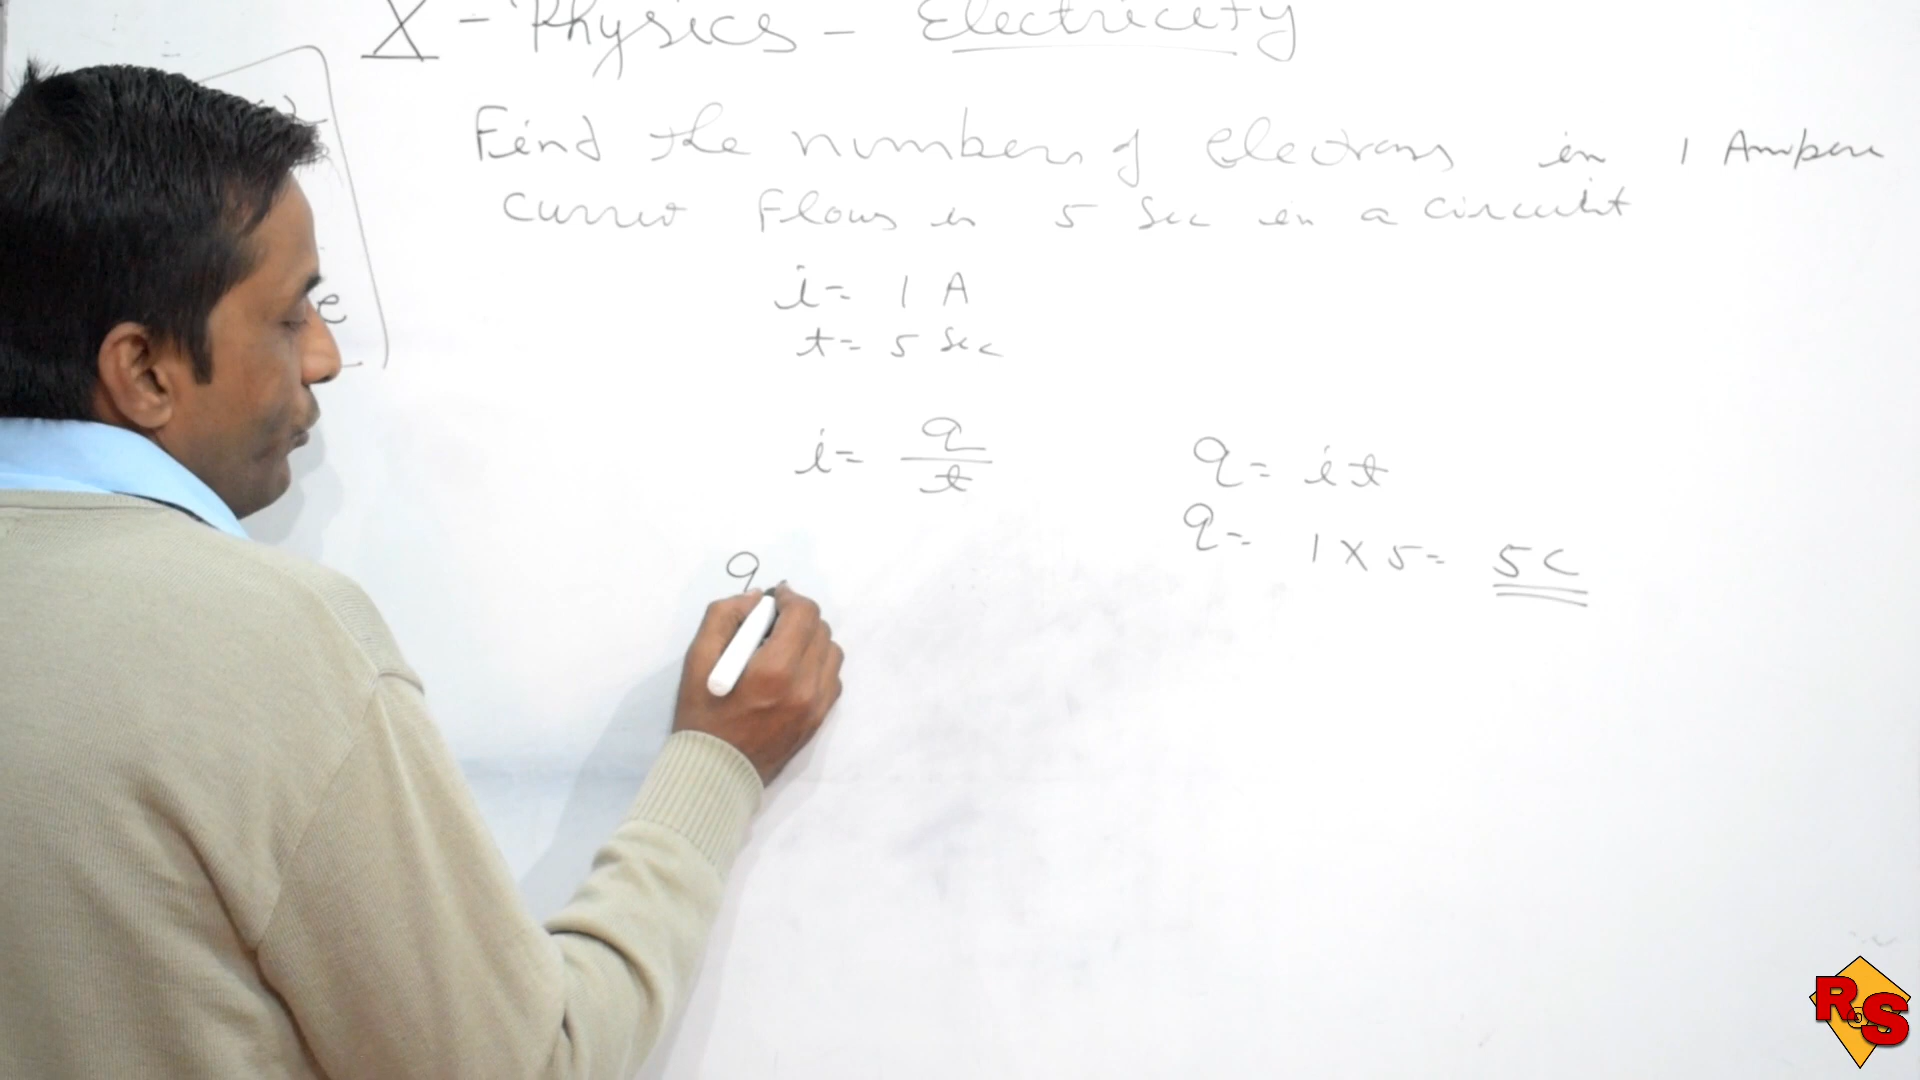 X - Physics - Electricity
Find the numbers of electrons in 1 Ampere
current flows in 5 Sec in a circuit
i= 1 A
t= 5 Sec
i= q/t
q= it
q= 1 X 5= 5C
q
e
RS